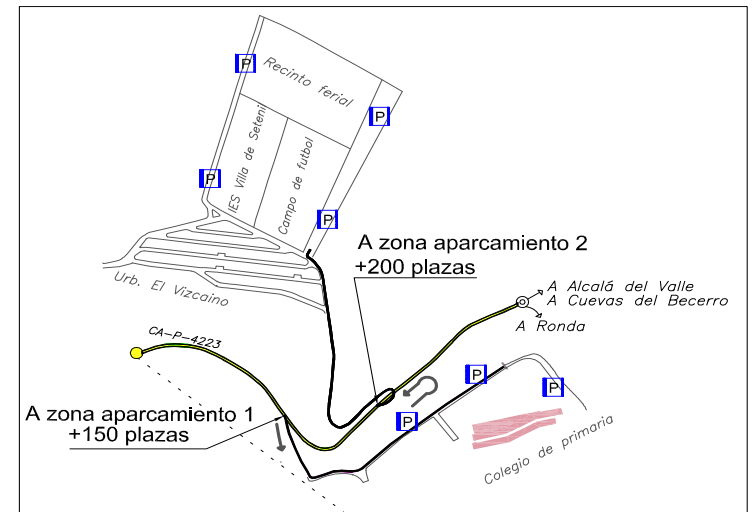 P
Recinto ferial
P
IES Villa de Setenil
Campo de futbol
P
P
A zona aparcamiento 2
+200 plazas
Urb. El Vizcaino
A Alcalá del Valle
A Cuevas del Becerro
A Ronda
CA-P-4223
P
P
P
A zona aparcamiento 1
+150 plazas
Colegio de primaria